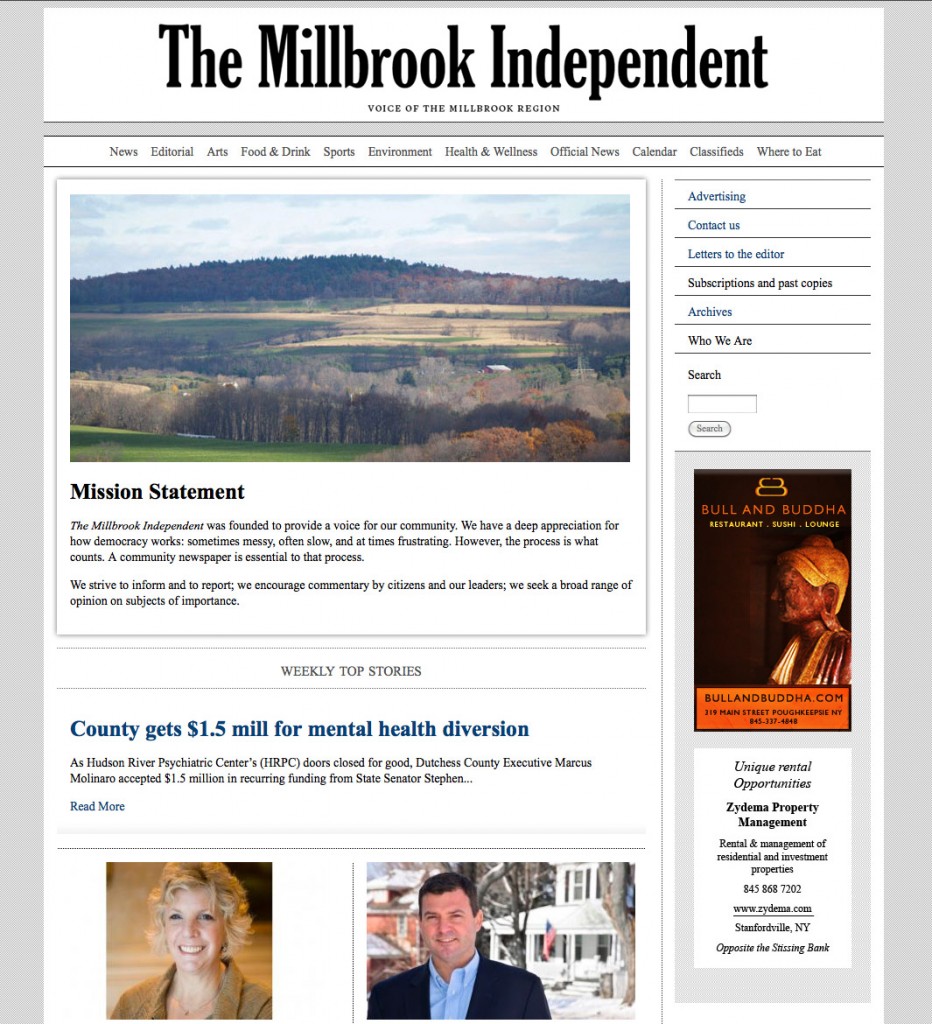 The Millbrook Independent
VOICE OF THE MILLBROOK REGION
News Editorial Arts Food & Drink Sports Environment Health & Wellness Official News Calendar Classifieds Where to Eat
Mission Statement
The Millbrook Independent was founded to provide a voice for our community. We have a deep appreciation for
how democracy works: sometimes messy, often slow, and at times frustrating. However, the process is what
counts. A community newspaper is essential to that process.
We strive to inform and to report; we encourage commentary by citizens and our leaders; we seek a broad range of
opinion on subjects of importance.
WEEKLY TOP STORIES
County gets $1.5 mill for mental health diversion
As Hudson River Psychiatric Center's (HRPC) doors closed for good, Dutchess County Executive Marcus
Molinaro accepted $1.5 million in recurring funding from State Senator Stephen...
Read More
Advertising
Contact us
Letters to the editor
Subscriptions and past copies
Archives
Who We Are
Search
Search
BULL AND BUDDHA
RESTAURANT . SUSHI . LOUNGE
BULLANDBUDDHA.COM
319 MAIN STREET POUGHKEEPSIE NY
845-337-4848
Unique rental
Opportunities
Zydema Property
Management
Rental & management of
residential and investment
properties
845 868 7202
www.zydema.com
Stanfordville, NY
Opposite the Stissing Bank